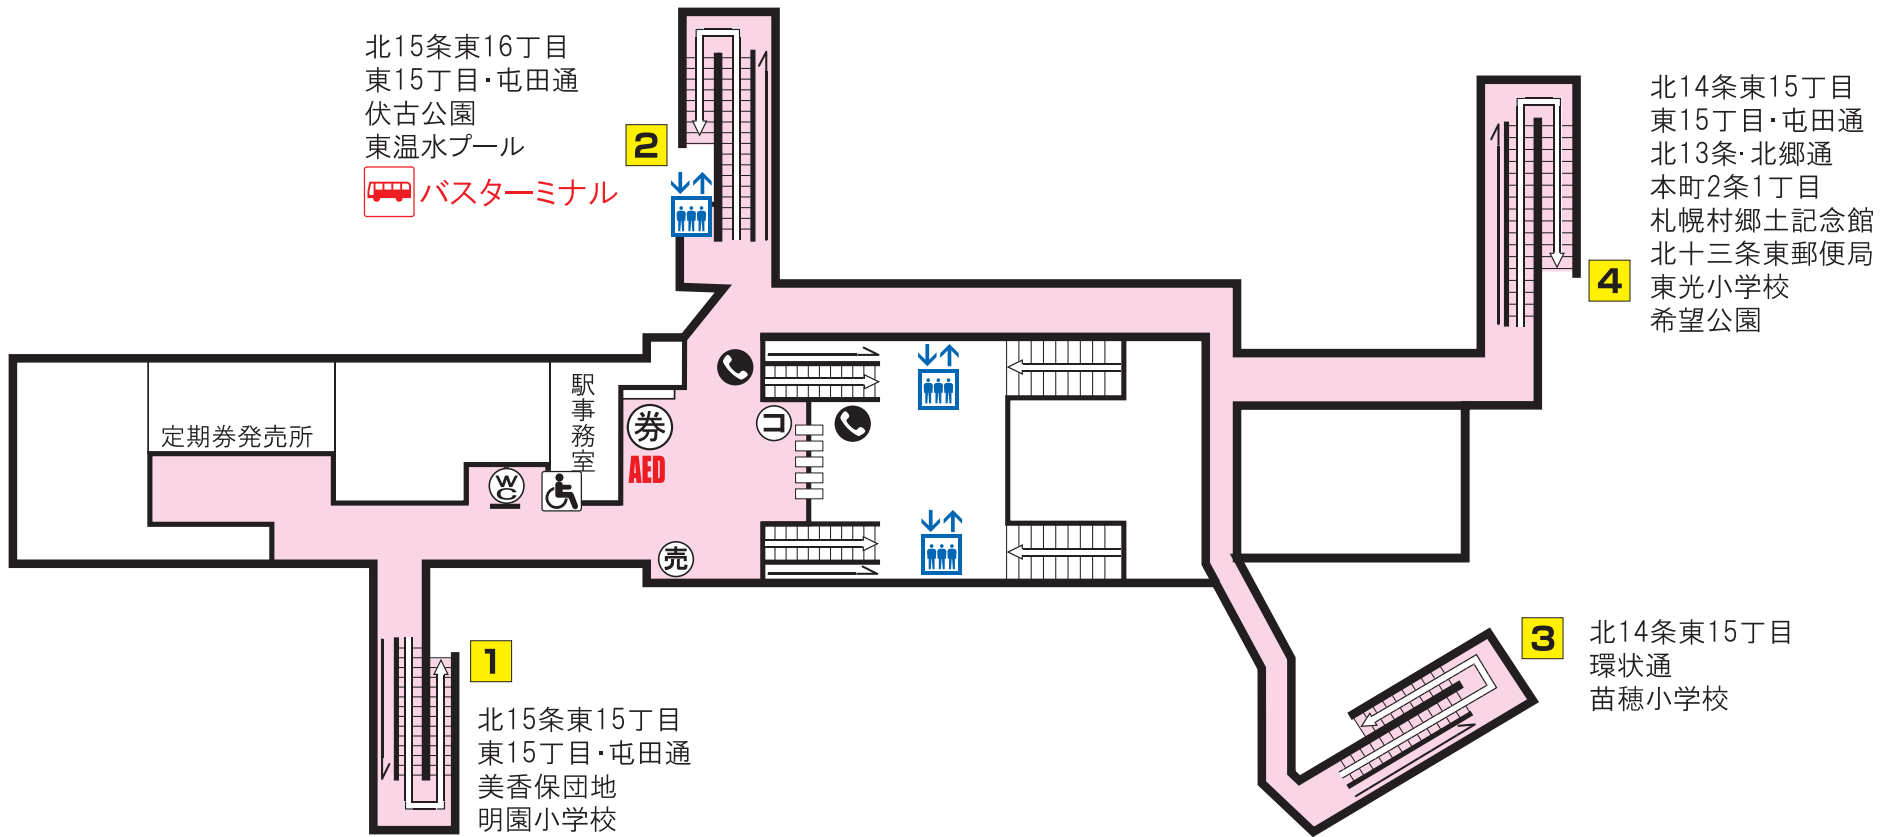 北15条東16丁目
東15丁目・屯田通
伏古公園
東温水プール
バスターミナル
2
北14条東15丁目
東15丁目・屯田通
北13条・北郷通
本町2条1丁目
札幌村郷土記念館
北十三条東郵便局
東光小学校
希望公園
4
定期券発売所
駅事務室
券
AED
コ
WC
売
1
北15条東15丁目
東15丁目・屯田通
美香保団地
明園小学校
3
北14条東15丁目
環状通
苗穂小学校